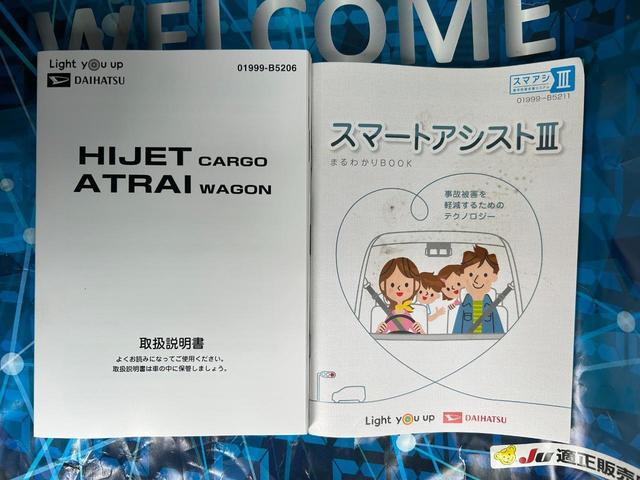 WELCOME
Light you up
DAIHATSU
01999-B5206
HIJET CARGO
ATRAI WAGON
取扱説明書
よくお読みになってご使用ください。
取扱説明書は車の中に保管しましょう。
スマアシ III
01999-B5211
スマートアシストIII
まるわかりBOOK
事故被害を
軽減するための
テクノロジー
Light you up
DAIHATSU
JU 適正販売